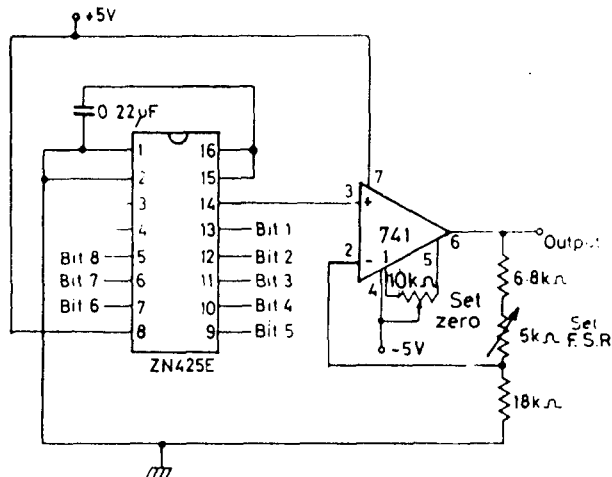 +5V
0.22µF
1 16
2 15
3 14
4 13 Bit 1
Bit 8 5 12 Bit 2
Bit 7 6 11 Bit 3
Bit 6 7 10 Bit 4
8 9 Bit 5
ZN425E
3 + 7
741 6
2 - 1 5
4
10kΩ
Set
zero
-5V
Output
6.8kΩ
5kΩ Set
F.S.R
18kΩ